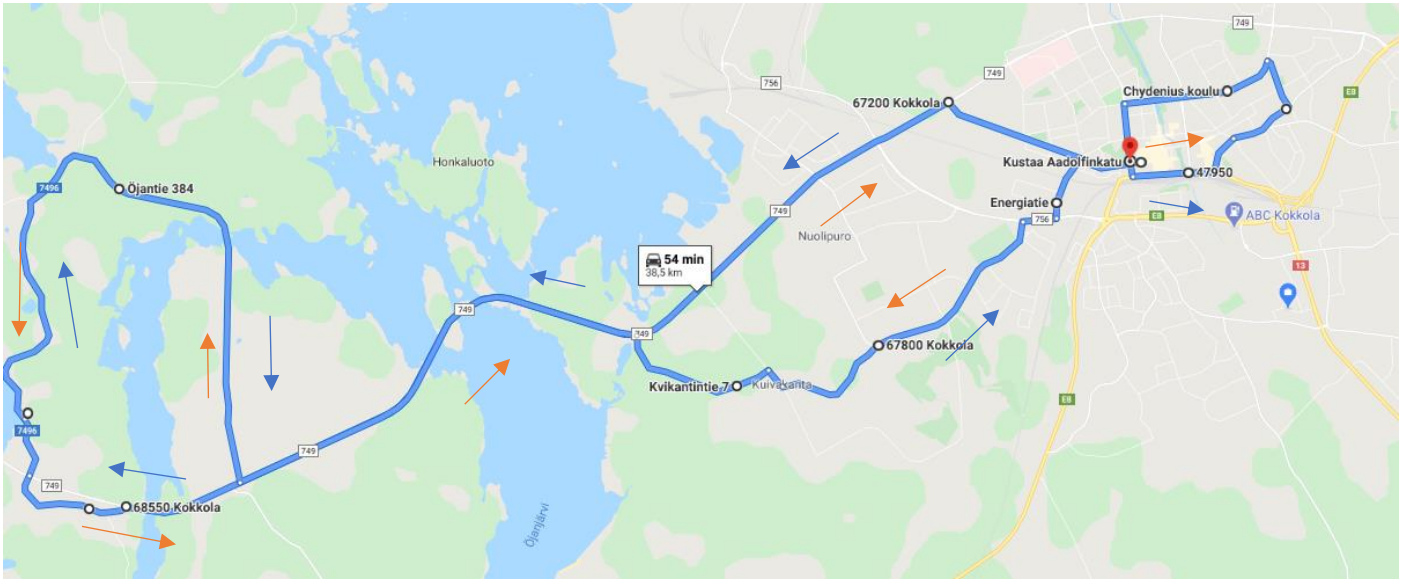 749
756
749
E8
67200 Kokkola
Chydenius koulu
Honkaluoto
Kustaa Aadolfinkatu
47950
7496
Öjantie 384
Energiatie
756
E8
ABC Kokkola
749
Nuolipuro
54 min
38,5 km
13
749
749
67800 Kokkola
Kvikantintie 7
Kuivakanta
E8
7496
749
749
68550 Kokkola
Öjanjärvi